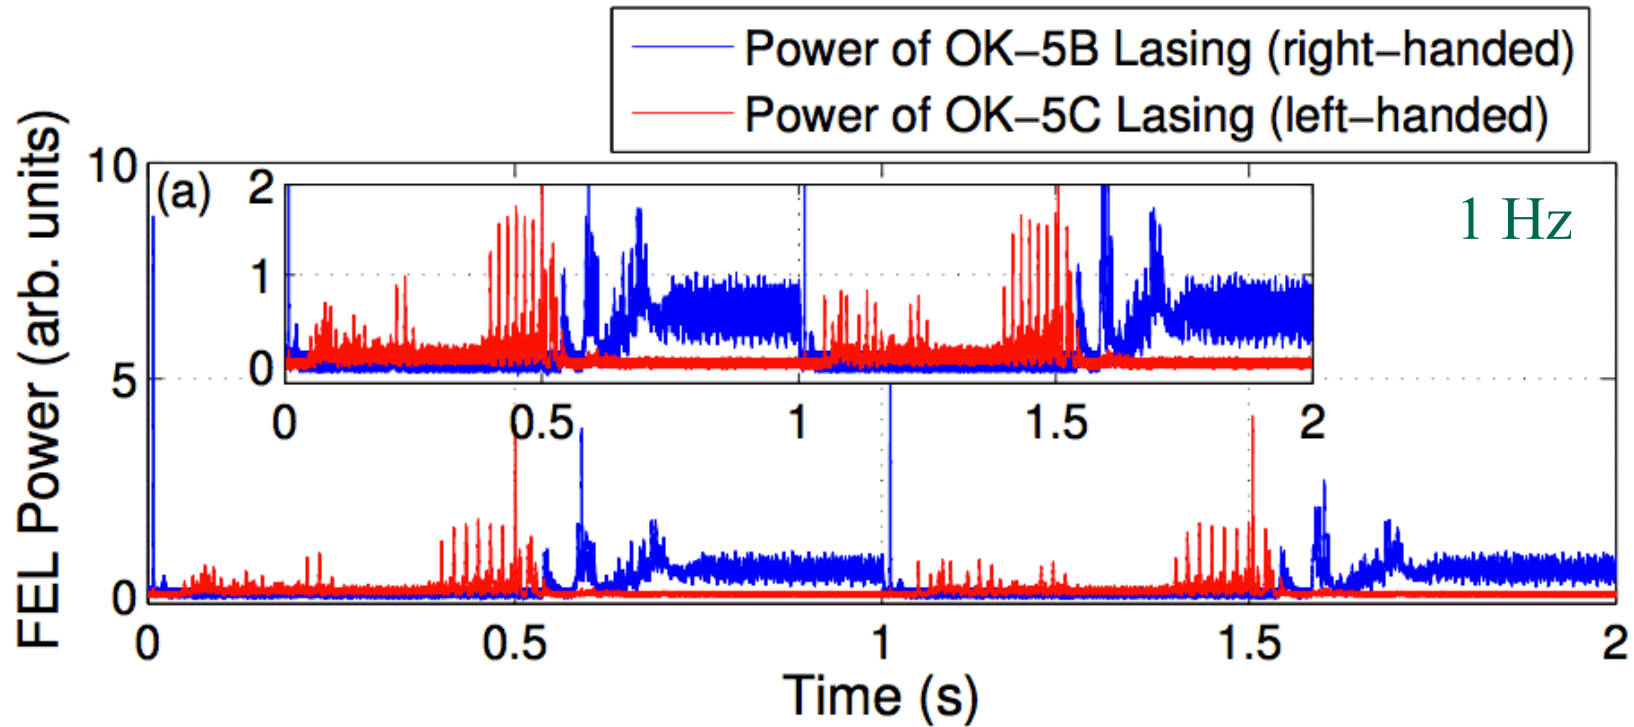 Power of OK−5B Lasing (right−handed)
Power of OK−5C Lasing (left−handed)
FEL Power (arb. units)
10
5
0
(a)
2
1
0
0 0.5 1 1.5 2
1 Hz
0 0.5 1 1.5 2
Time (s)